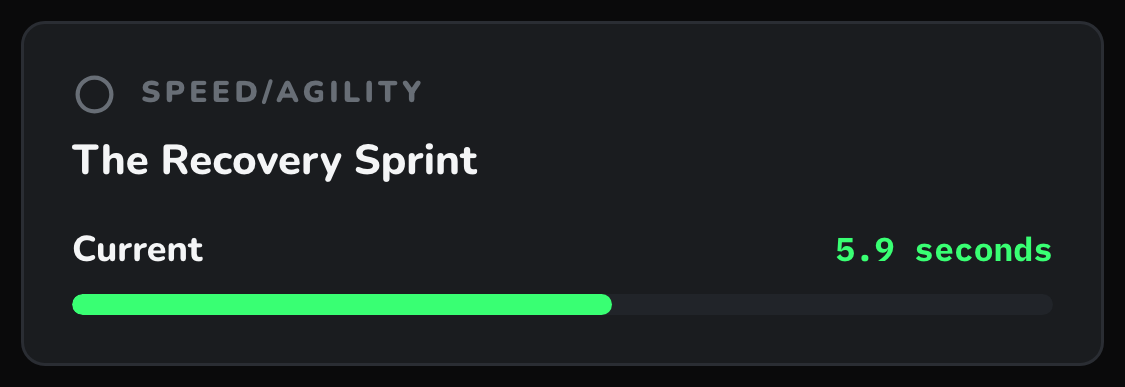 SPEED/AGILITY
The Recovery Sprint
Current
5.9 seconds